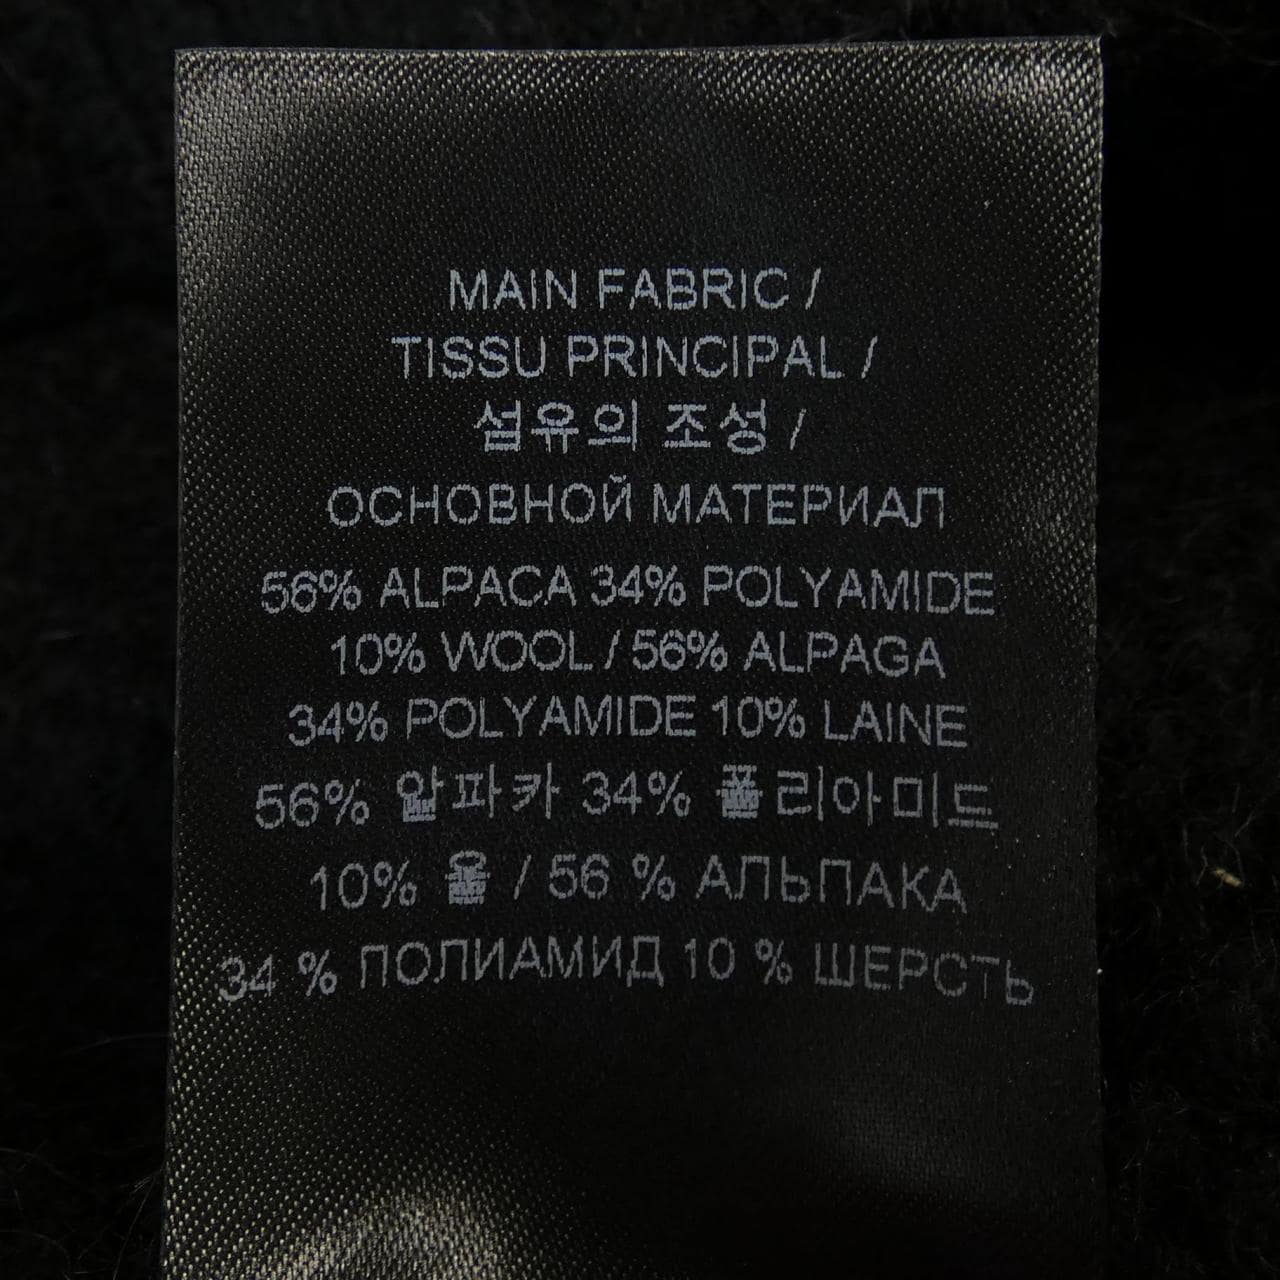 MAIN FABRIC /
TISSU PRINCIPAL /
섬유의 조성 /
ОСНОВНОЙ МАТЕРИАЛ
56% ALPACA 34% POLYAMIDE
10% WOOL / 56% ALPAGA
34% POLYAMIDE 10% LAINE
56% 알파카 34% 폴리아미드
10% 울 / 56 % АЛЬПАКА
34 % ПОЛИАМИД 10 % ШЕРСТЬ